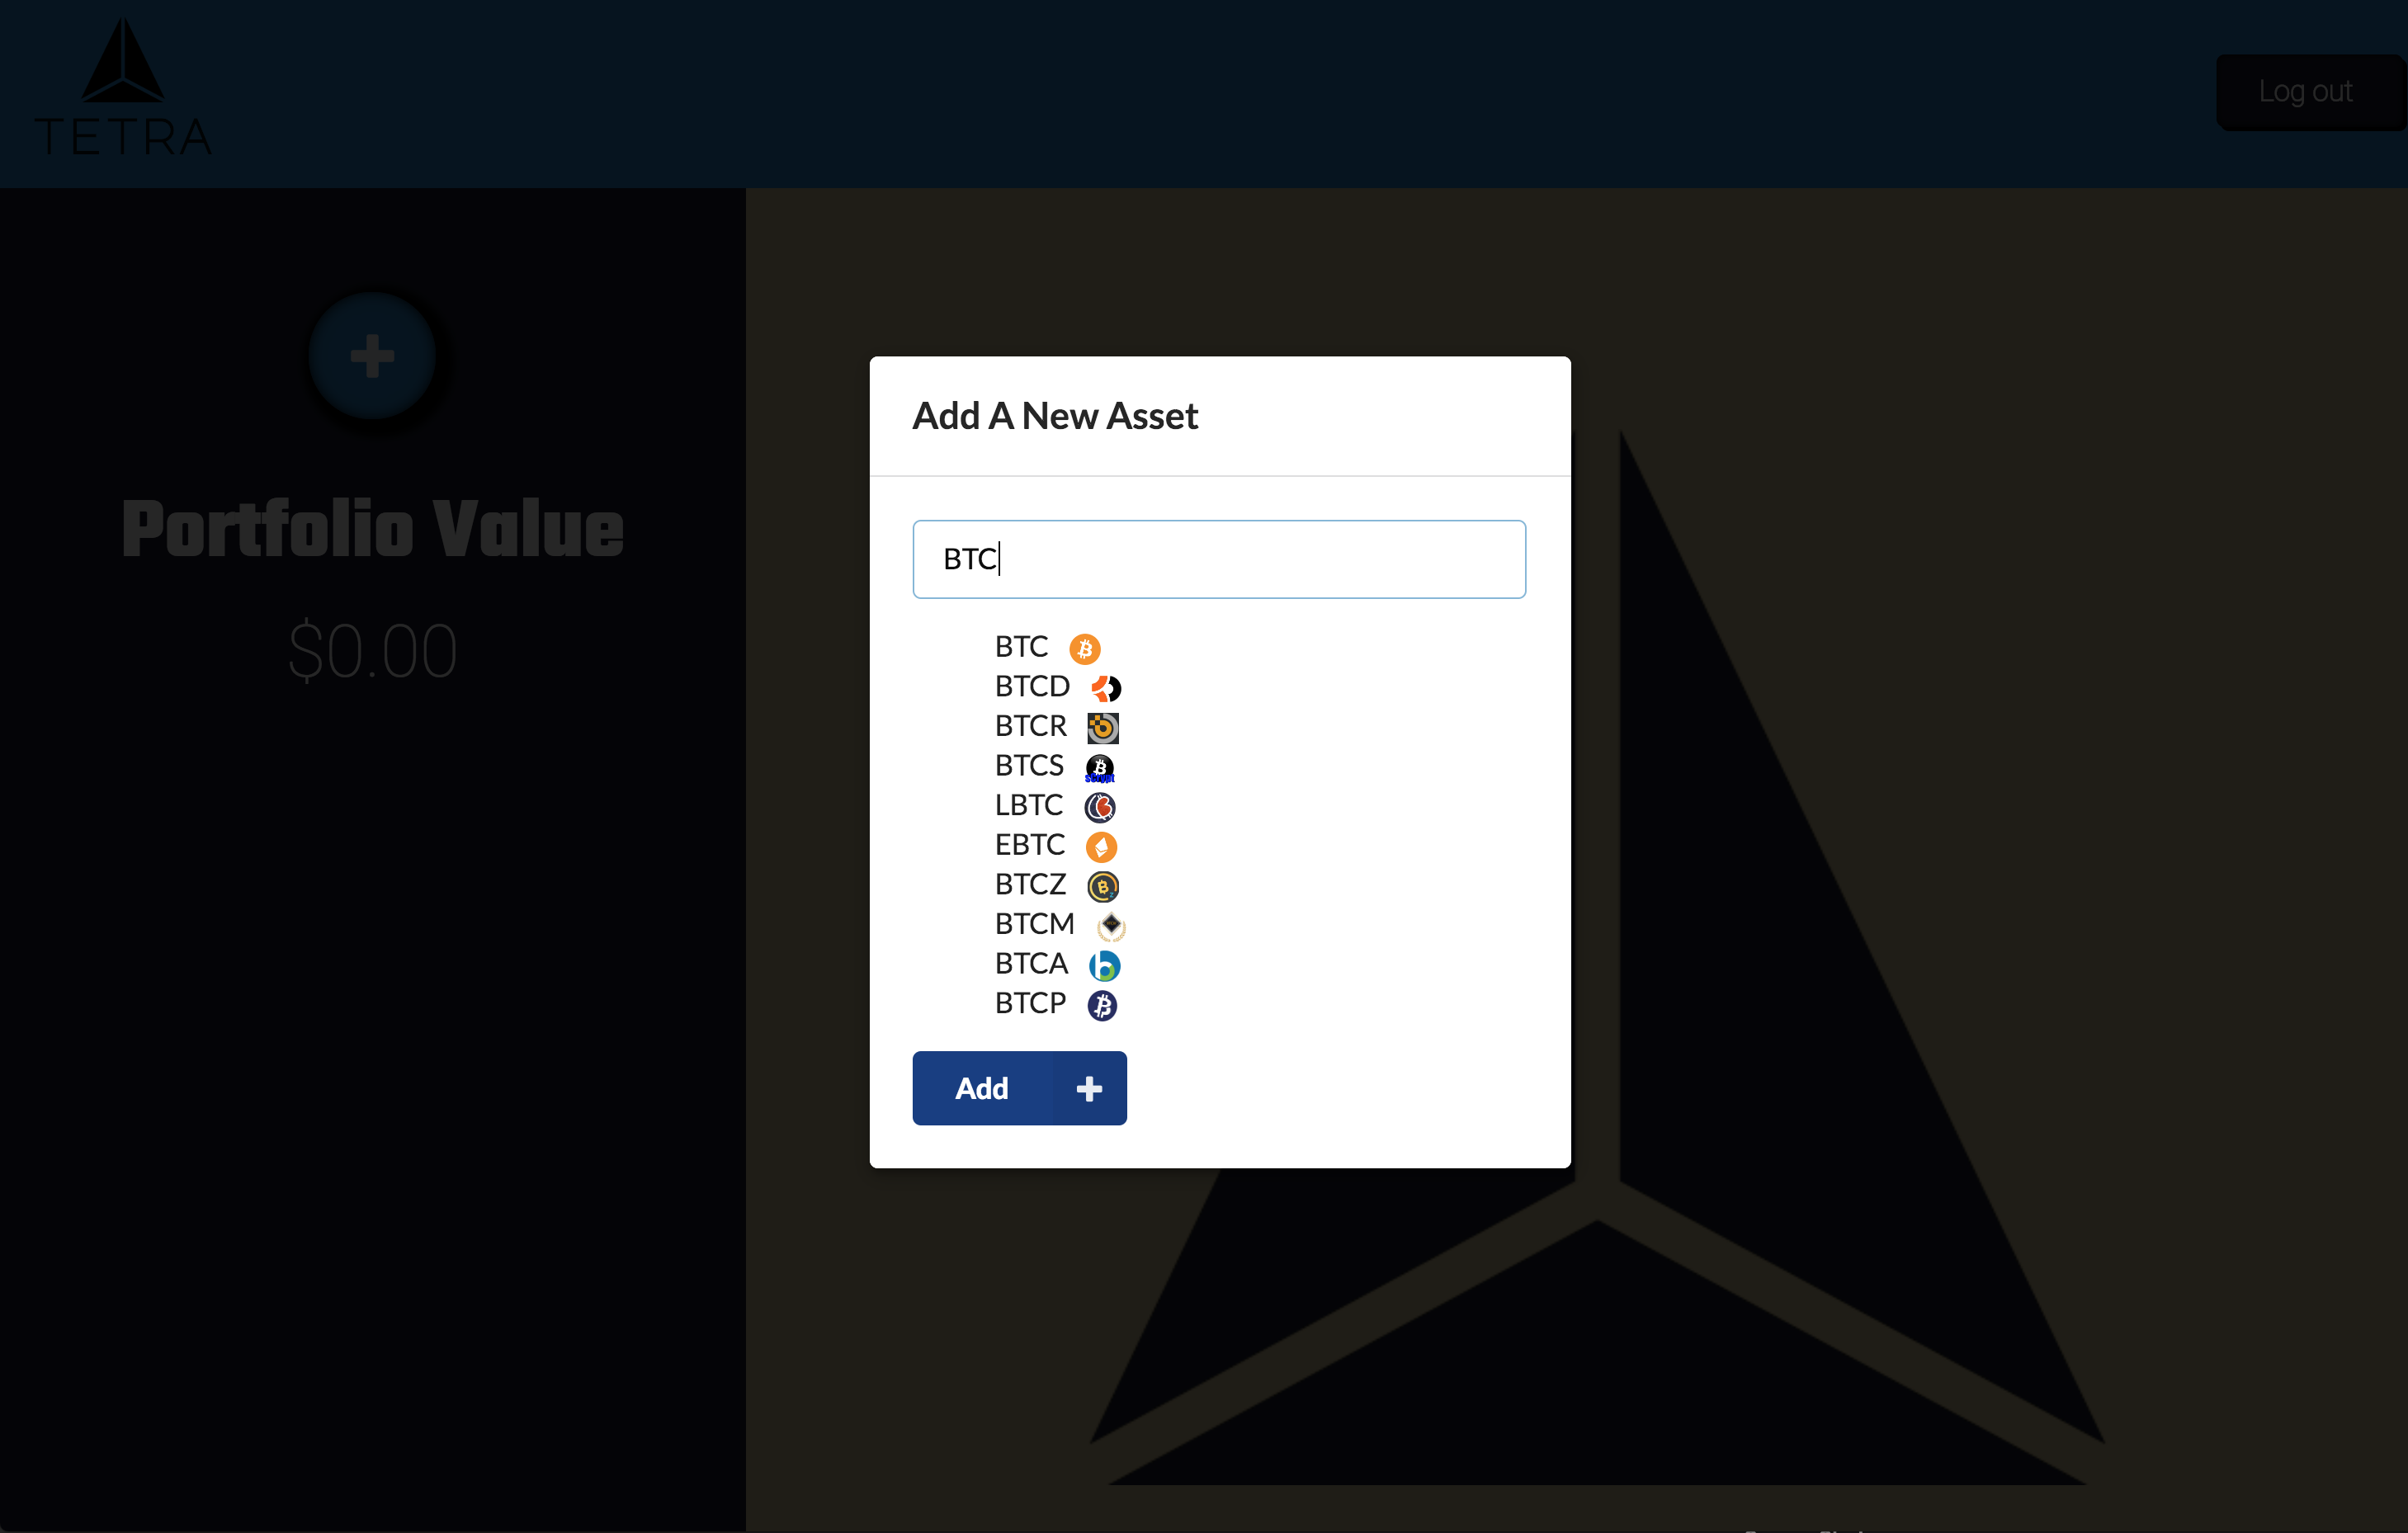 TETRA
Log out
Portfolio Value
$0.00
Add A New Asset
BTC
BTC
BTCD
BTCR
BTCS
sCrypt
LBTC
EBTC
BTCZ
BTCM
BTCA
BTCP
Add